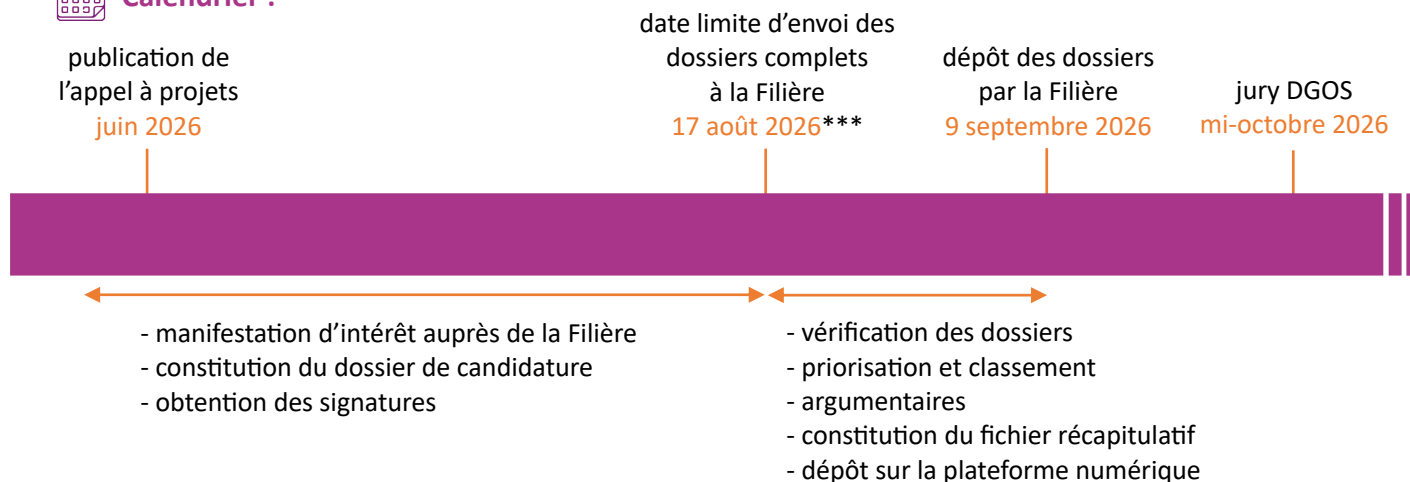 Calendrier :
publication de
l'appel à projets
juin 2026
date limite d'envoi des
dossiers complets
à la Filière
17 août 2026***
dépôt des dossiers
par la Filière
9 septembre 2026
jury DGOS
mi-octobre 2026
- manifestation d'intérêt auprès de la Filière
- constitution du dossier de candidature
- obtention des signatures
- vérification des dossiers
- priorisation et classement
- argumentaires
- constitution du fichier récapitulatif
- dépôt sur la plateforme numérique